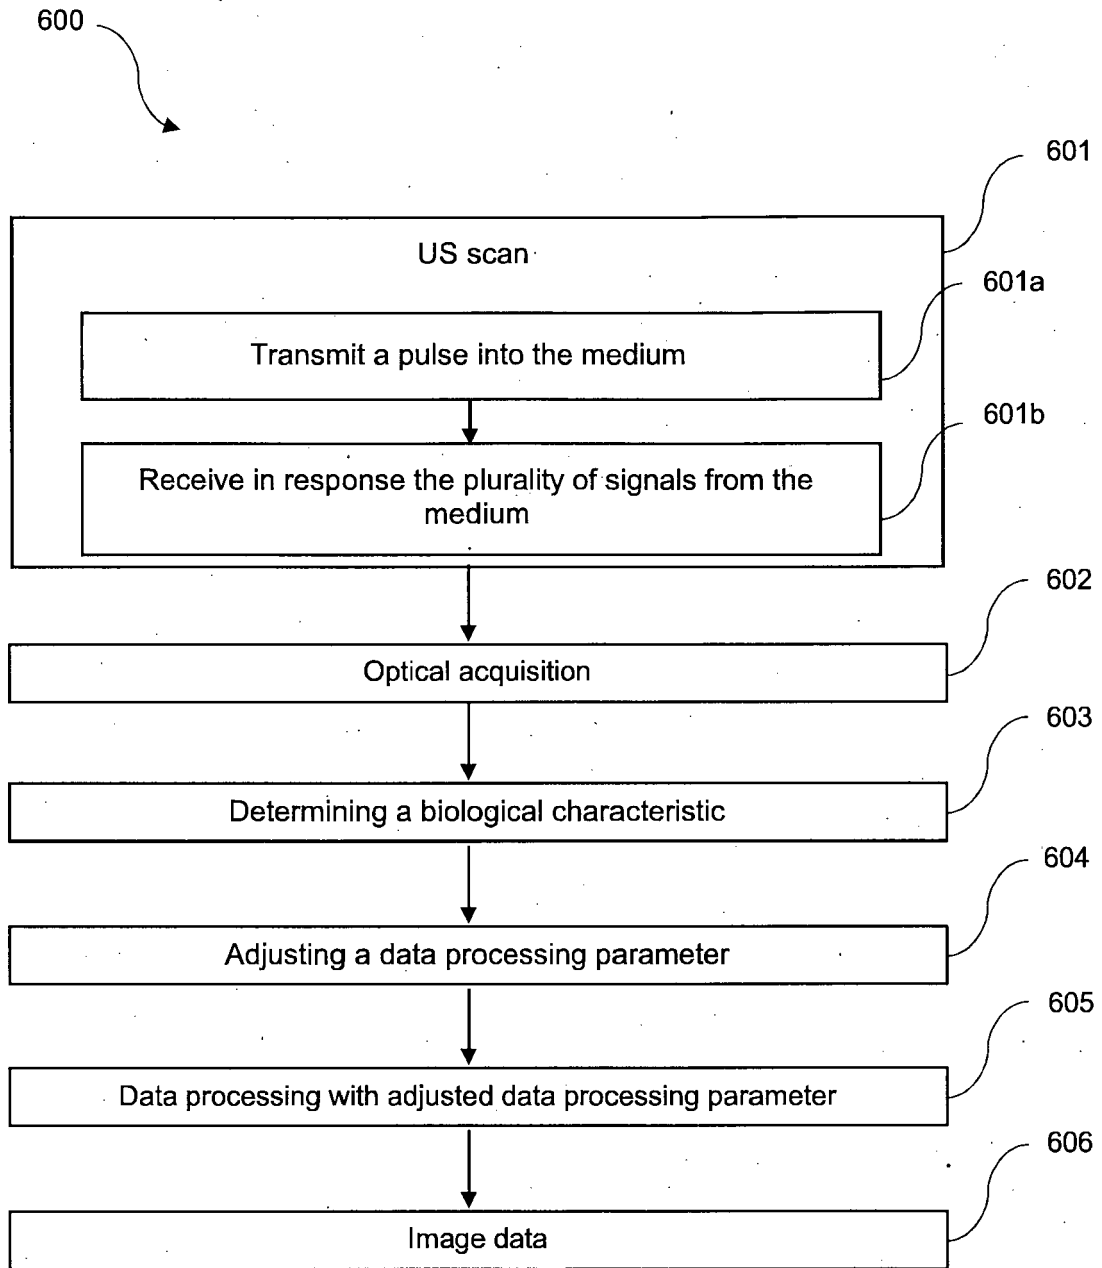 600
601
US scan
601a
Transmit a pulse into the medium
601b
Receive in response the plurality of signals from the
medium
602
Optical acquisition
603
Determining a biological characteristic
604
Adjusting a data processing parameter
605
Data processing with adjusted data processing parameter
606
Image data